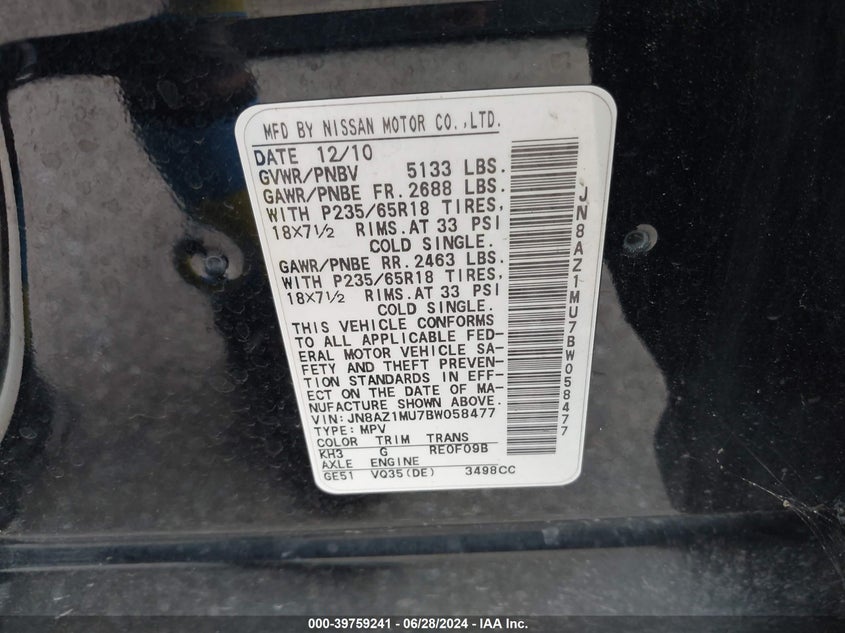 MFD BY NISSAN MOTOR CO.,LTD.
DATE 12/10
GVWR/PNBV 5133 LBS.
GAWR/PNBE FR. 2688 LBS.
WITH P235/65R18 TIRES,
18X7 1/2 RIMS. AT 33 PSI
COLD SINGLE.
GAWR/PNBE RR. 2463 LBS.
WITH P235/65R18 TIRES,
18X7 1/2 RIMS. AT 33 PSI
COLD SINGLE.
THIS VEHICLE CONFORMS
TO ALL APPLICABLE FED-
ERAL MOTOR VEHICLE SA-
FETY AND THEFT PREVEN-
TION STANDARDS IN EFF-
ECT ON THE DATE OF MA-
NUFACTURE SHOWN ABOVE.
VIN: JN8AZ1MU7BW058477
TYPE: MPV
COLOR TRIM TRANS
KH3 G RE0F09B
AXLE ENGINE
GE51 VQ35(DE) 3498CC
JN8AZ1MU7BW058477
000-39759241 - 06/28/2024 - IAA Inc.